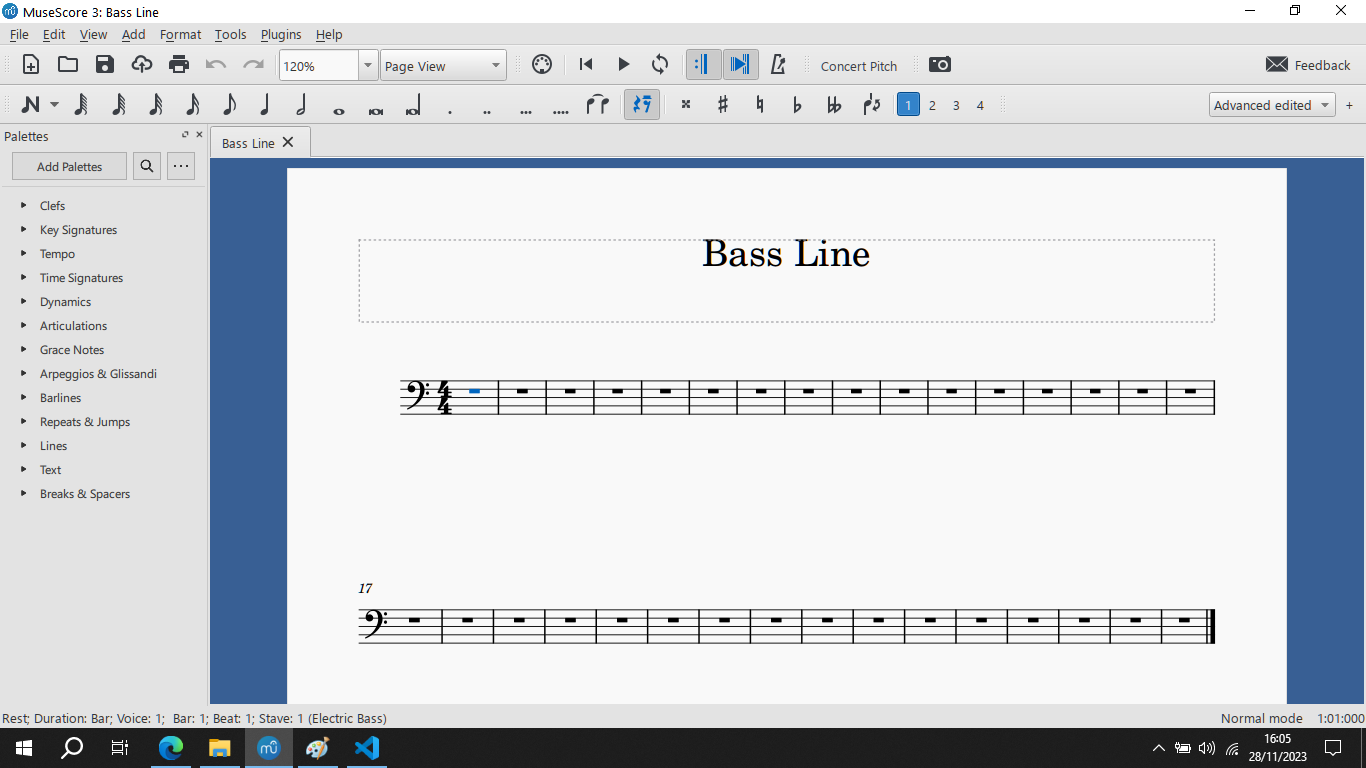 MuseScore 3: Bass Line
File Edit View Add Format Tools Plugins Help
120% Page View Concert Pitch Feedback
1 2 3 4 Advanced edited +
Palettes
Bass Line
Add Palettes ...
Clefs
Key Signatures
Tempo
Time Signatures
Dynamics
Articulations
Grace Notes
Arpeggios & Glissandi
Barlines
Repeats & Jumps
Lines
Text
Breaks & Spacers
Bass Line
4
4
17
Rest; Duration: Bar; Voice: 1; Bar: 1; Beat: 1; Stave: 1 (Electric Bass) Normal mode 1:01:000
16:05
28/11/2023